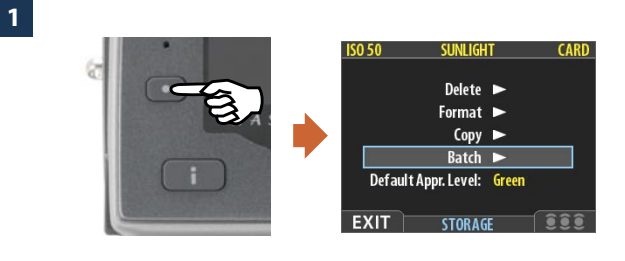 1
ISO 50 SUNLIGHT CARD
Delete
Format
Copy
Batch
Default Appr. Level: Green
EXIT STORAGE
i
A S